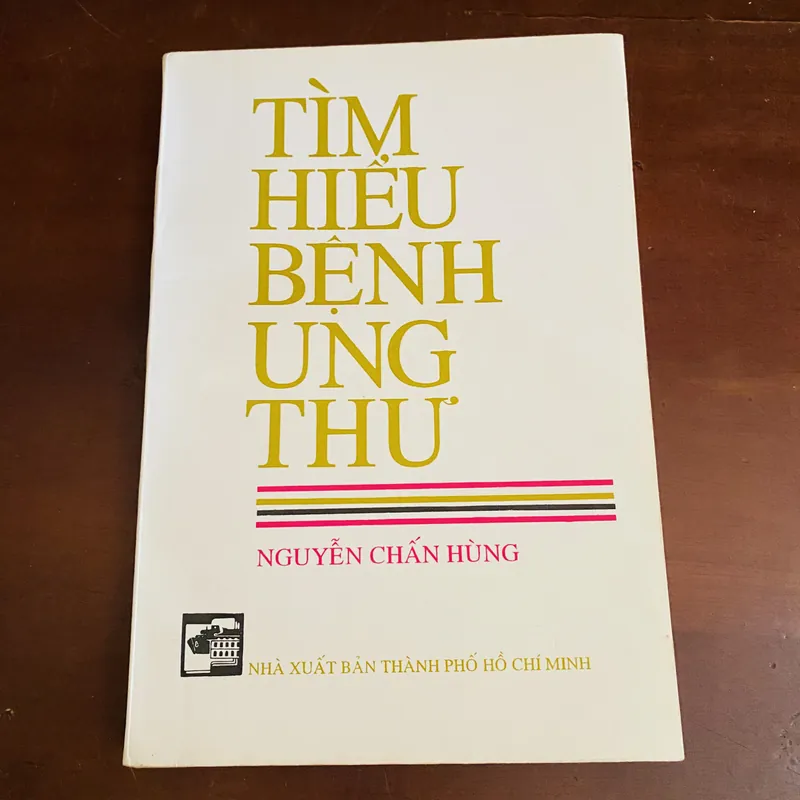 TÌM
HIỂU
BỆNH
UNG
THƯ
NGUYỄN CHẤN HÙNG
NHÀ XUẤT BẢN THÀNH PHỐ HỒ CHÍ MINH